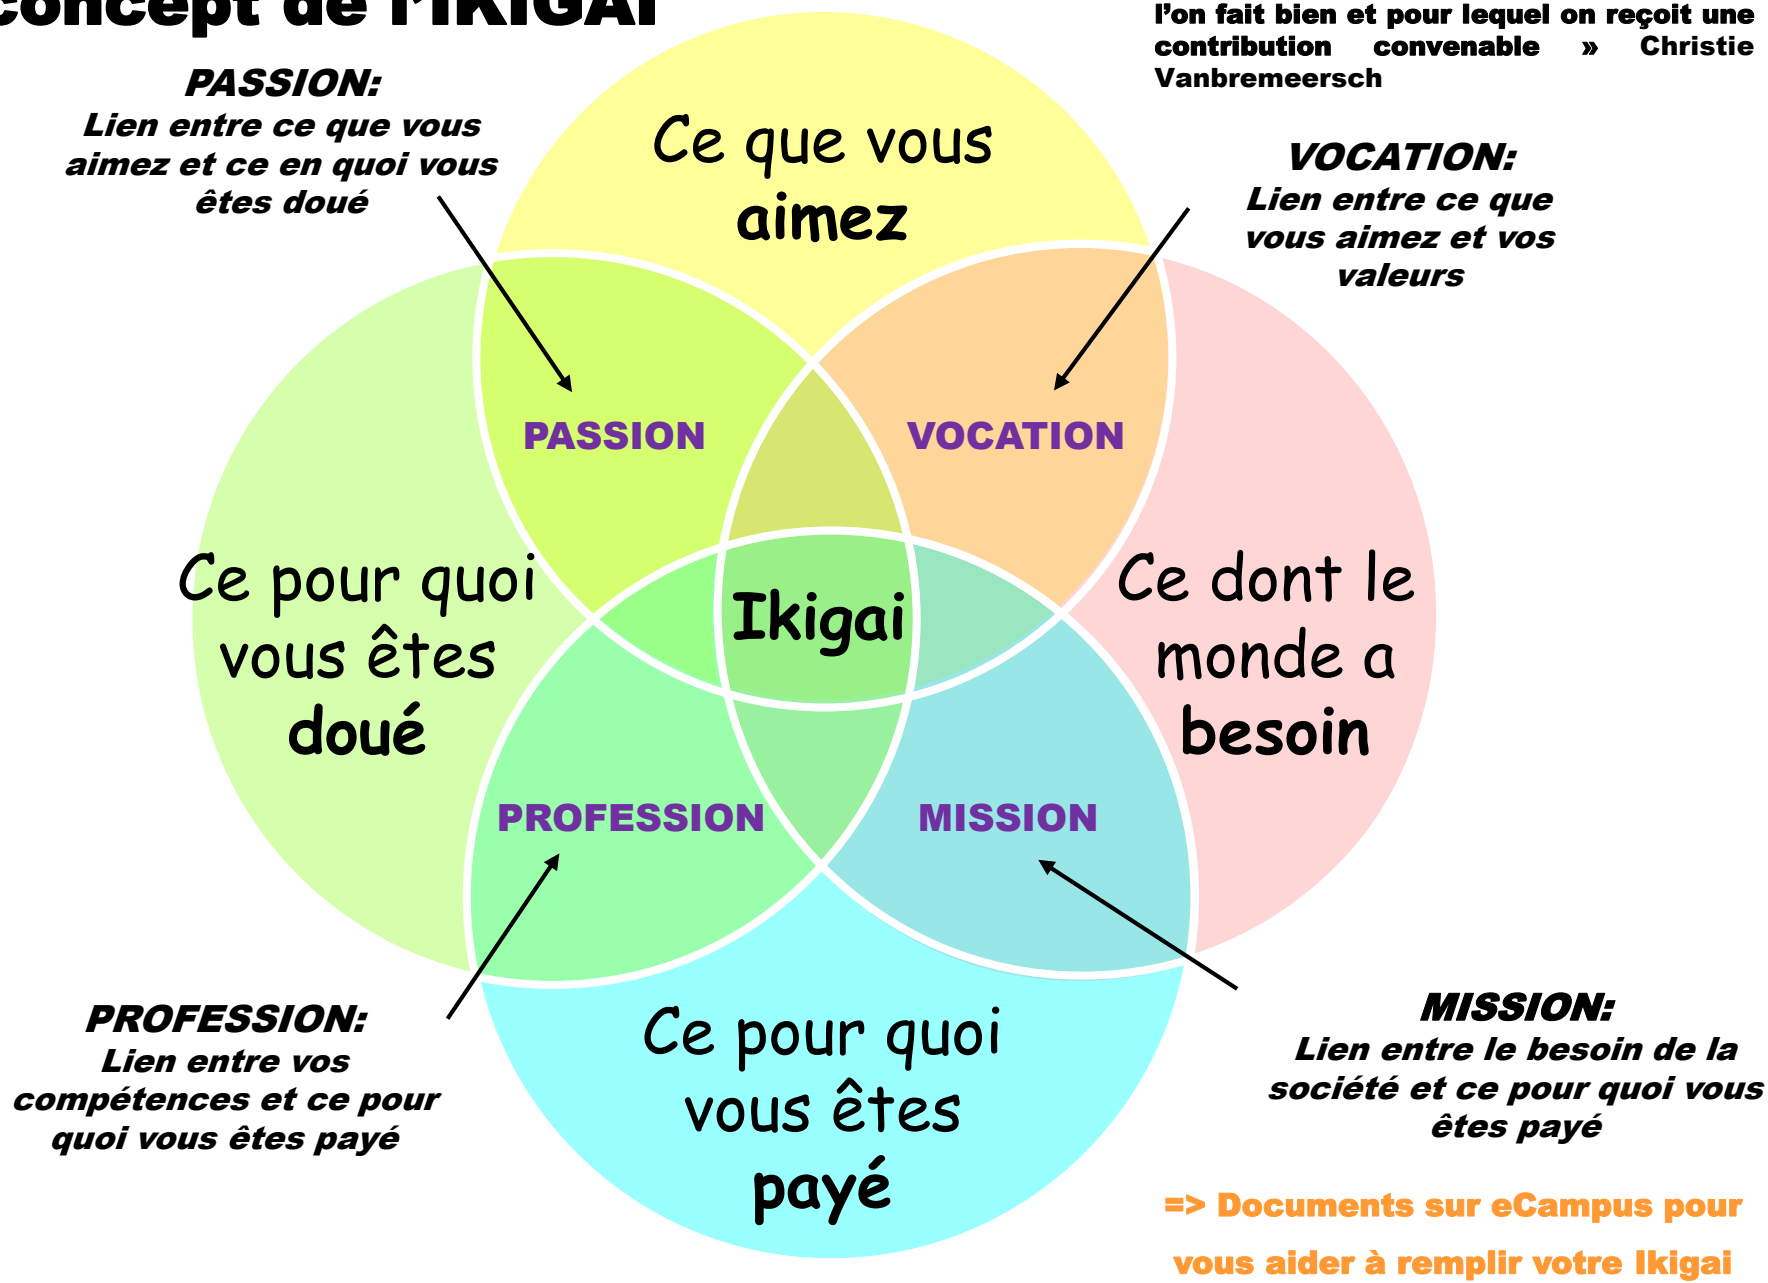 concept de l'IKIGAI
l’on fait bien et pour lequel on reçoit une
contribution convenable » Christie
Vanbremeersch
PASSION:
Lien entre ce que vous
aimez et ce en quoi vous
êtes doué
Ce que vous
aimez
VOCATION:
Lien entre ce que
vous aimez et vos
valeurs
PASSION
VOCATION
Ce pour quoi
vous êtes
doué
Ikigai
Ce dont le
monde a
besoin
PROFESSION
MISSION
PROFESSION:
Lien entre vos
compétences et ce pour
quoi vous êtes payé
Ce pour quoi
vous êtes
payé
MISSION:
Lien entre le besoin de la
société et ce pour quoi vous
êtes payé
=> Documents sur eCampus pour
vous aider à remplir votre Ikigai